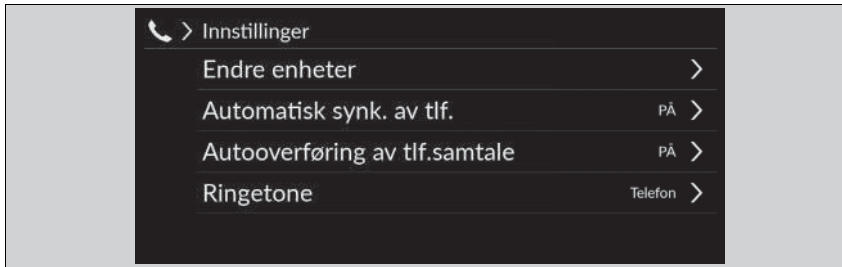 Innstillinger
Endre enheter
Automatisk synk. av tlf. PÅ
Autooverføring av tlf.samtale PÅ
Ringetone Telefon